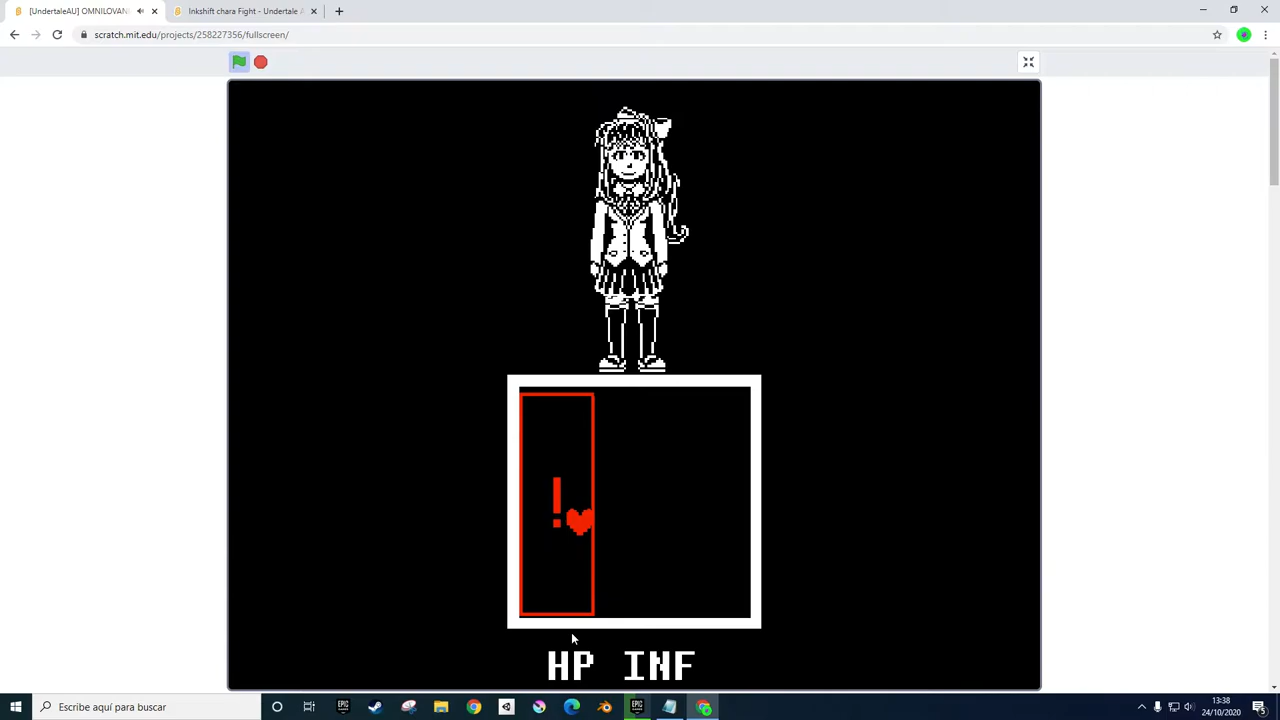 [UndertaleAU] OMNILOVAN
Inkshift chara Fight - Undertale A
scratch.mit.edu/projects/258227356/fullscreen/
!
HP INF
Escribe aquí para buscar
13:38
24/10/2020